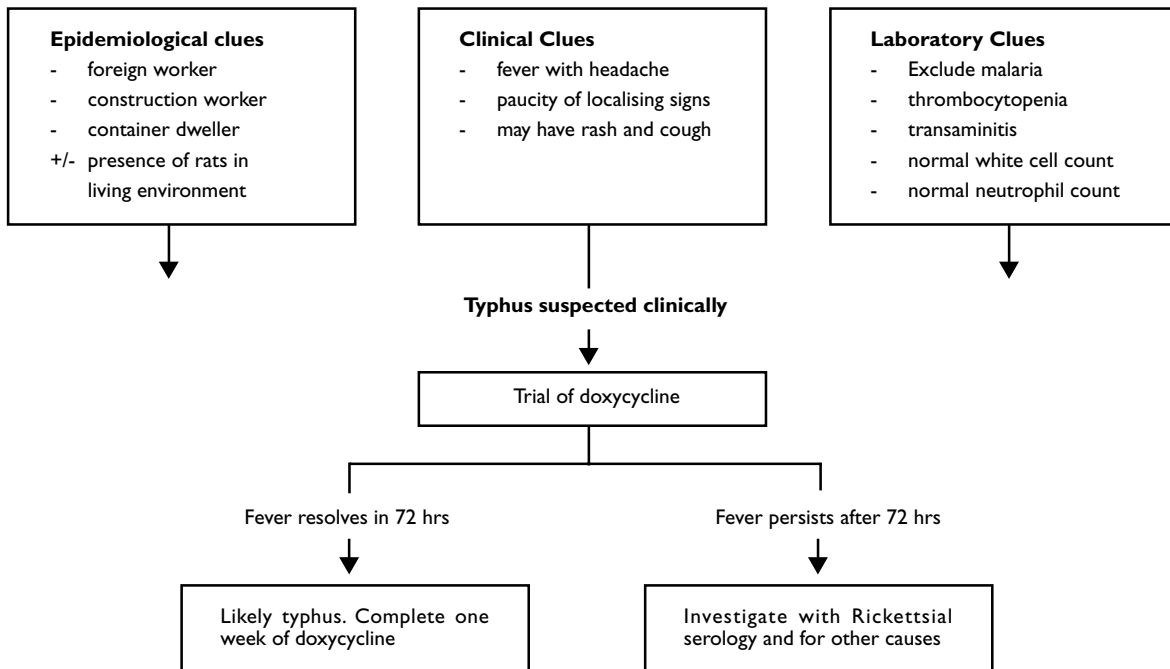 Epidemiological clues
- foreign worker
- construction worker
- container dweller
+/- presence of rats in
living environment
Clinical Clues
- fever with headache
- paucity of localising signs
- may have rash and cough
Laboratory Clues
- Exclude malaria
- thrombocytopenia
- transaminitis
- normal white cell count
- normal neutrophil count
Typhus suspected clinically
Trial of doxycycline
Fever resolves in 72 hrs
Fever persists after 72 hrs
Likely typhus. Complete one
week of doxycycline
Investigate with Rickettsial
serology and for other causes